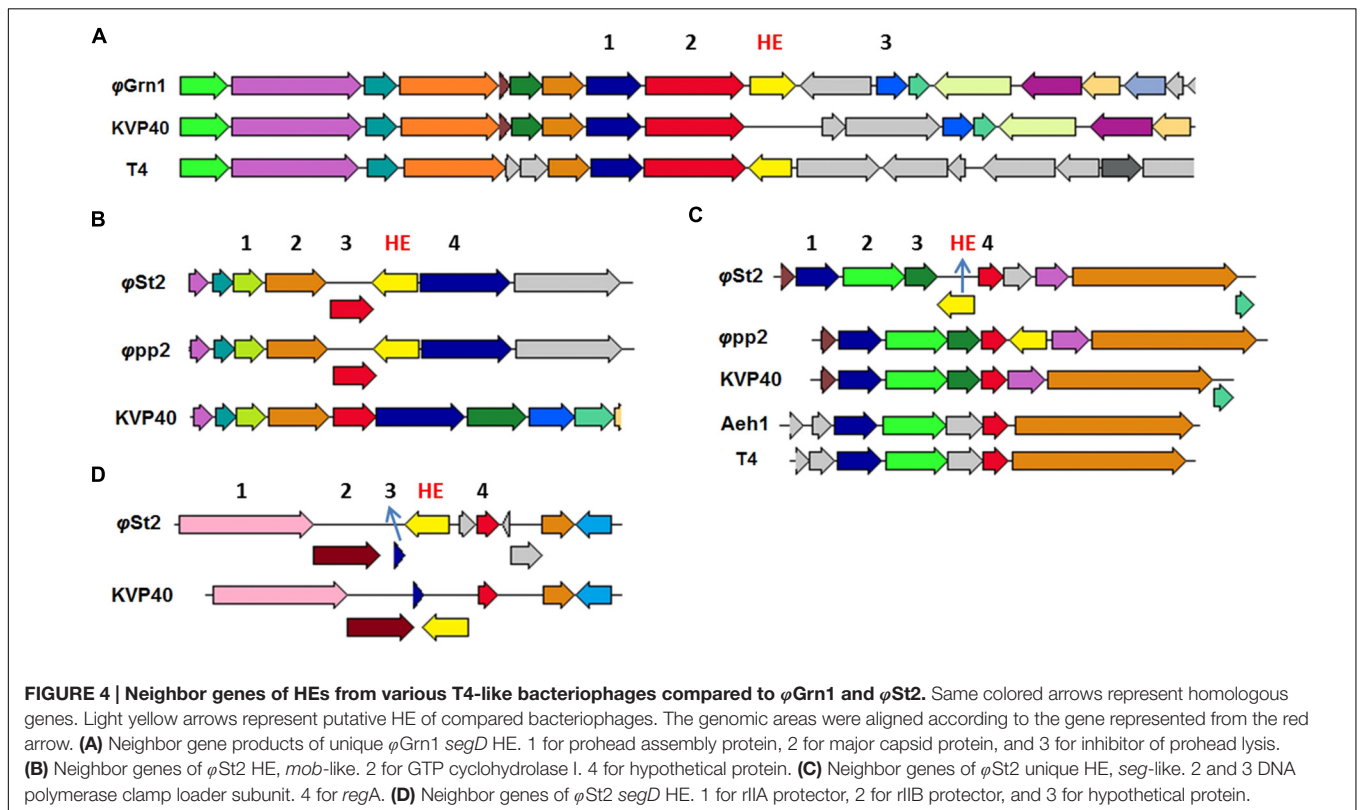 A
1 2 HE 3
φGrn1
KVP40
T4
B
1 2 3 HE 4
φSt2
φpp2
KVP40
C
1 2 3 HE 4
φSt2
φpp2
KVP40
Aeh1
T4
D
1 2 3 HE 4
φSt2
KVP40
FIGURE 4 | Neighbor genes of HEs from various T4-like bacteriophages compared to φGrn1 and φSt2. Same colored arrows represent homologous
genes. Light yellow arrows represent putative HE of compared bacteriophages. The genomic areas were aligned according to the gene represented from the red
arrow. (A) Neighbor gene products of unique φGrn1 segD HE. 1 for prohead assembly protein, 2 for major capsid protein, and 3 for inhibitor of prohead lysis.
(B) Neighbor genes of φSt2 HE, mob-like. 2 for GTP cyclohydrolase I. 4 for hypothetical protein. (C) Neighbor genes of φSt2 unique HE, seg-like. 2 and 3 DNA
polymerase clamp loader subunit. 4 for regA. (D) Neighbor genes of φSt2 segD HE. 1 for rIIA protector, 2 for rIIB protector, and 3 for hypothetical protein.